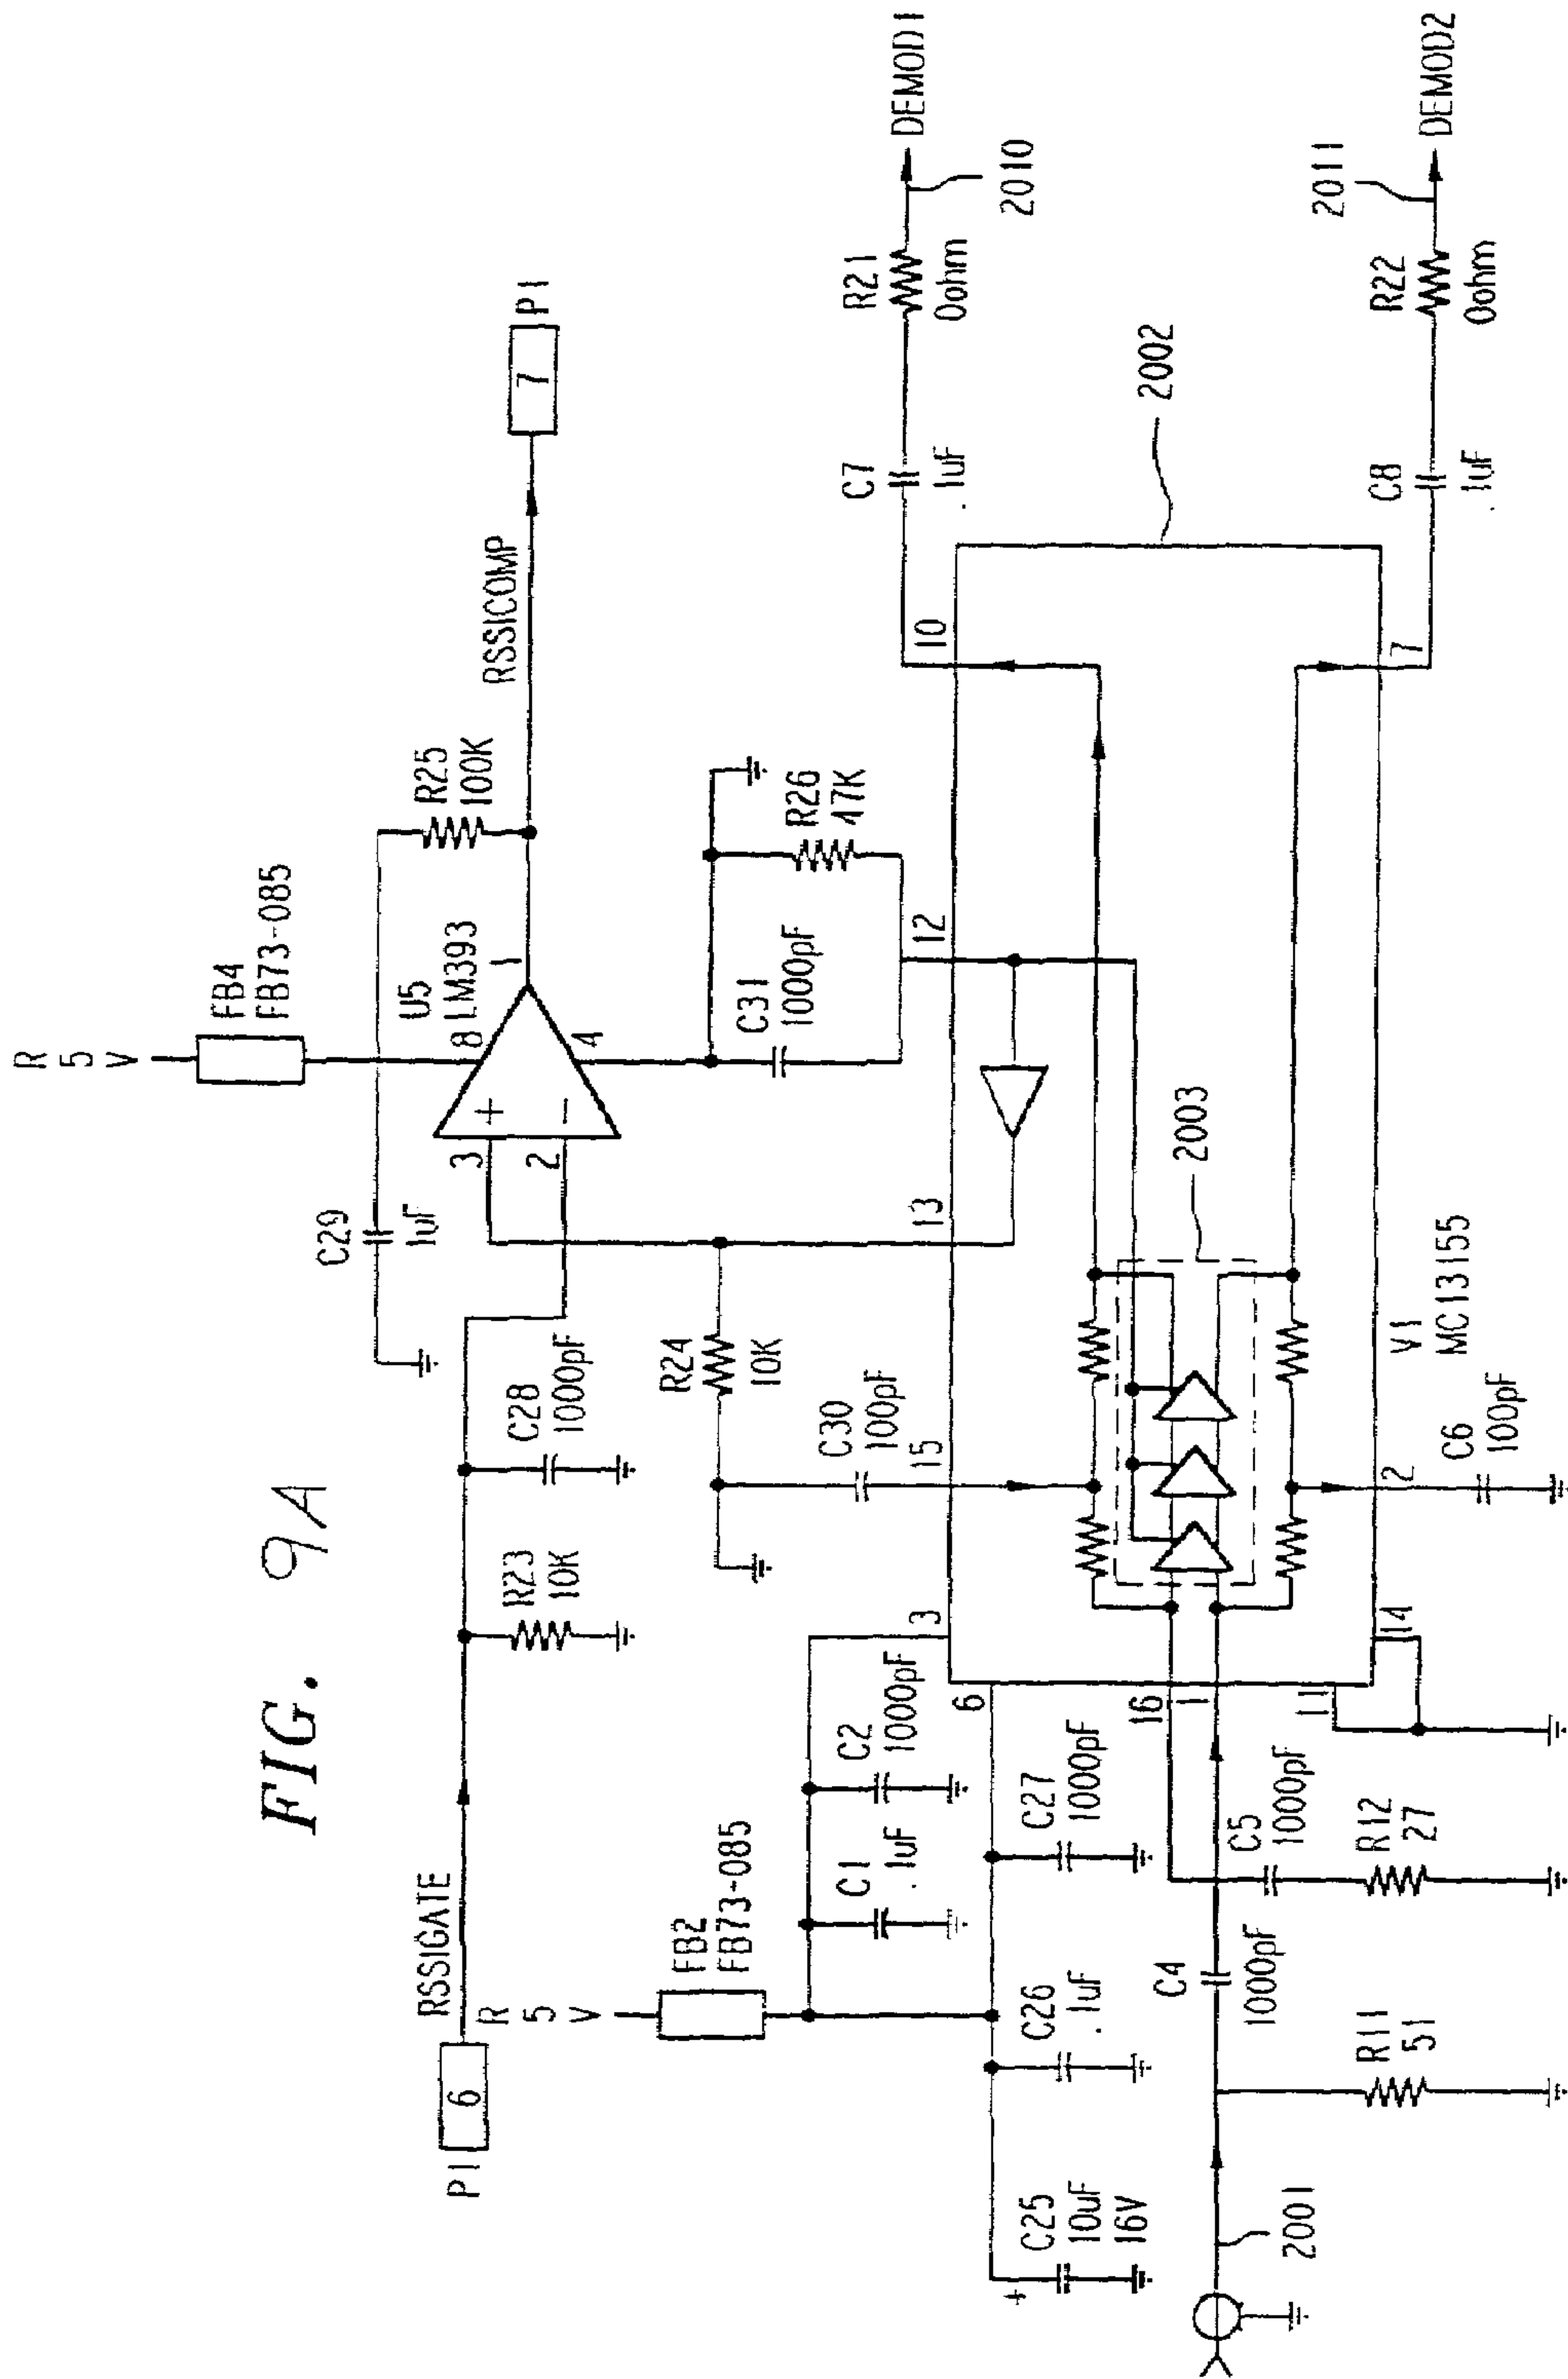 FIG. 9A
R
5
V
FB4
FB73-085
C29
1uF
R25
100K
U5
LM393
8
1
4
3
2
+
−
RSSICOMP
7
P1
P1
6
RSSIGATE
R23
10K
C28
1000pF
R24
10K
C30
100pF
15
13
12
C31
1000pF
R26
47K
10
C7
.1uF
R21
0ohm
DEMOD1
2010
R
5
V
FB2
FB73-085
C1
.1uF
C2
1000pF
3
6
C25
10uF
16V
+
C26
.1uF
C27
1000pF
16
1
11
14
2003
2002
2001
R11
51
C4
1000pF
C5
1000pF
R12
27
2
C6
100pF
V1
MC13155
7
C8
.1uF
R22
0ohm
DEMOD2
2011